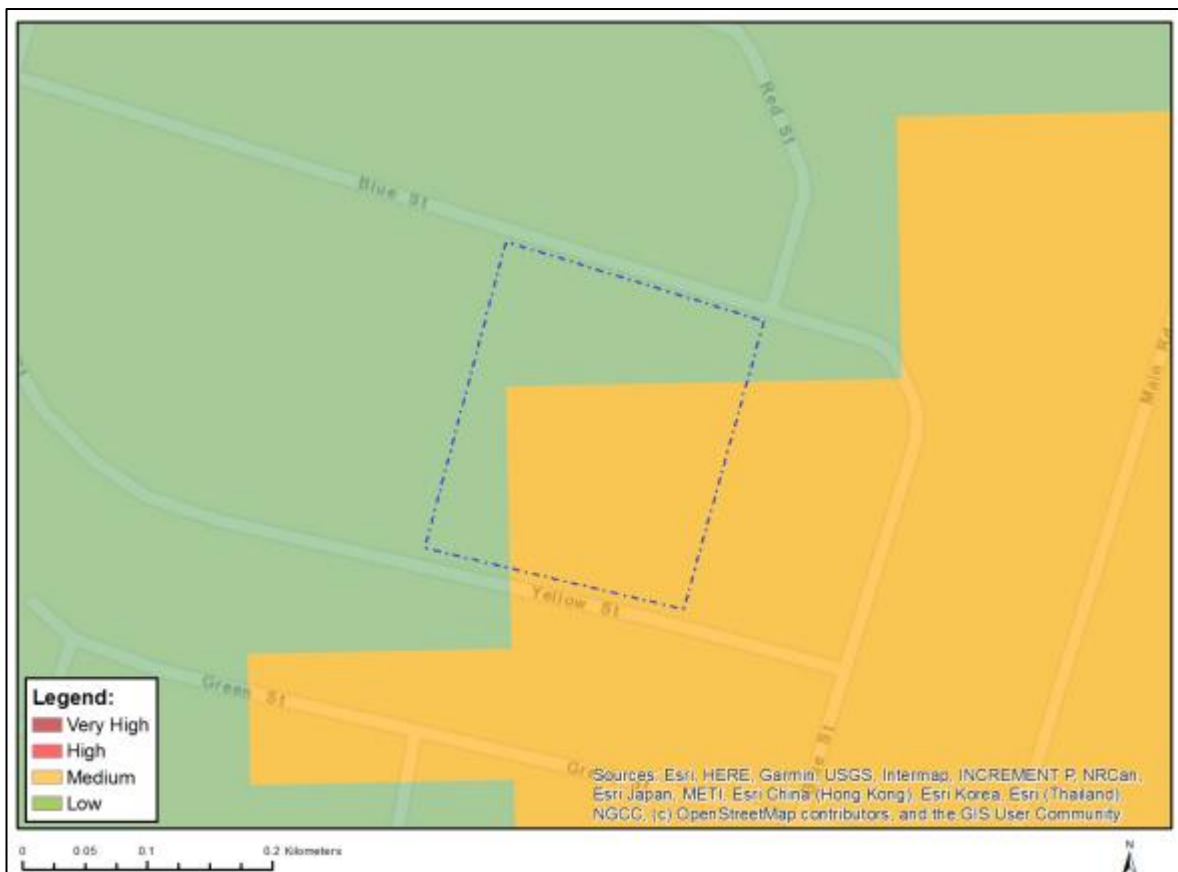 Red St
Blue St
Main Rd
St
Yellow St
Green St
Legend:
Very High
High
Medium
Low
Sources: Esri, HERE, Garmin, USGS, Intermap, INCREMENT P, NRCan,
Esri Japan, METI, Esri China (Hong Kong), Esri Korea, Esri (Thailand),
NGCC, (c) OpenStreetMap contributors, and the GIS User Community
0 0.05 0.1 0.2 Kilometers
N